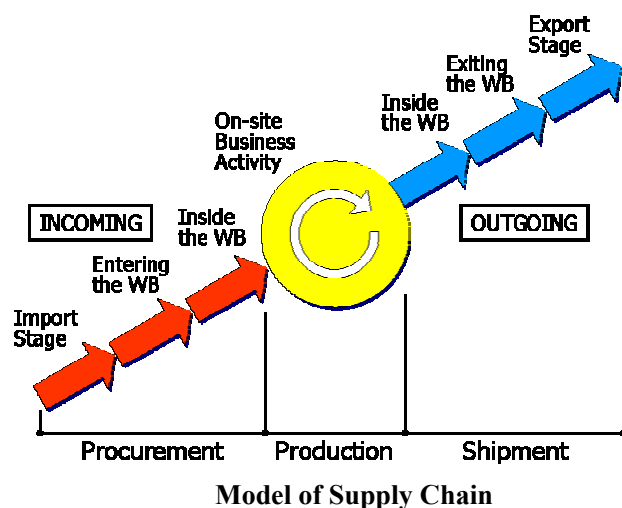 Export
Stage
Exiting
the WB
Inside
the WB
On-site
Business
Activity
INCOMING
OUTGOING
Inside
the WB
Entering
the WB
Import
Stage
Procurement
Production
Shipment
Model of Supply Chain